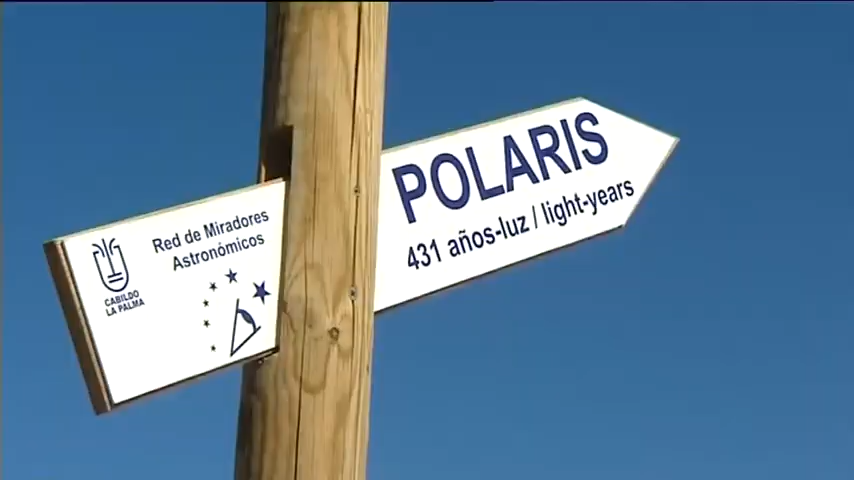 Red de Miradores
Astronómicos
CABILDO
LA PALMA
POLARIS
431 años-luz / light-years